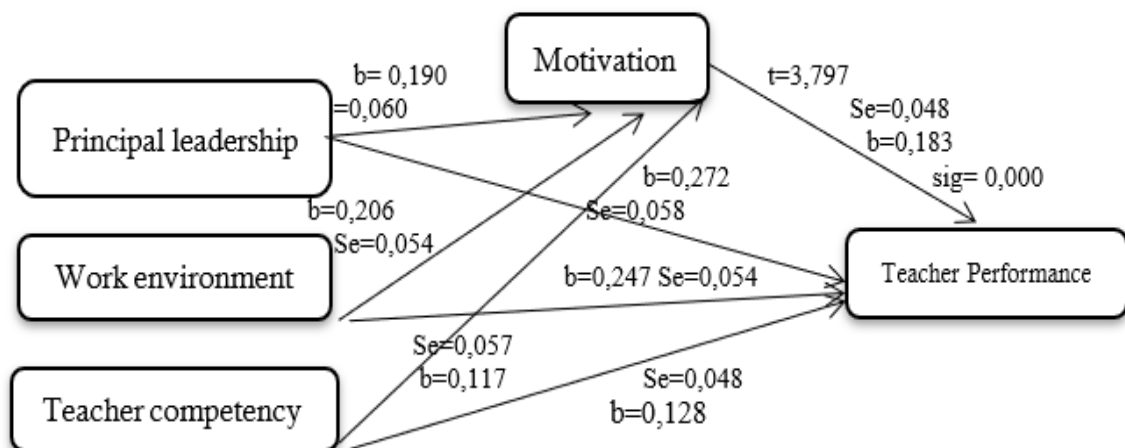 Motivation
b= 0,190
=0,060
Principal leadership
t=3,797
Se=0,048
b=0,183
sig= 0,000
b=0,272
Se=0,058
b=0,206
Se=0,054
Work environment
b=0,247 Se=0,054
Teacher Performance
Se=0,057
b=0,117
Se=0,048
b=0,128
Teacher competency